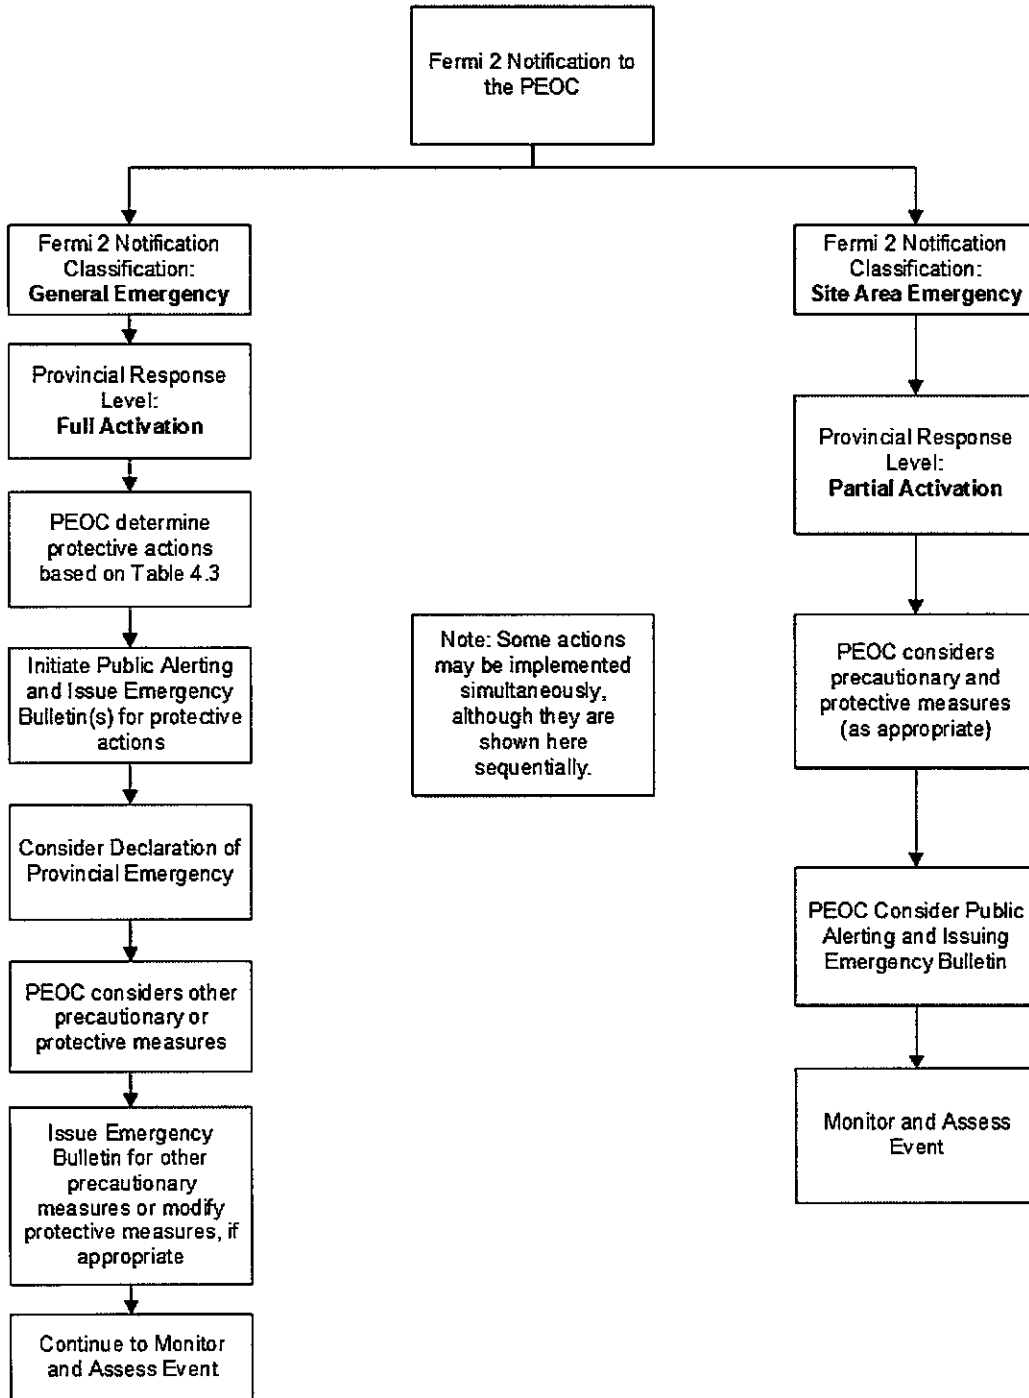 Fermi 2 Notification to
the PEOC
Fermi 2 Notification
Classification:
General Emergency
Provincial Response
Level:
Full Activation
PEOC determine
protective actions
based on Table 4.3
Initiate Public Alerting
and Issue Emergency
Bulletin(s) for protective
actions
Consider Declaration of
Provincial Emergency
PEOC considers other
precautionary or
protective measures
Issue Emergency
Bulletin for other
precautionary
measures or modify
protective measures, if
appropriate
Continue to Monitor
and Assess Event
Note: Some actions
may be implemented
simultaneously,
although they are
shown here
sequentially.
Fermi 2 Notification
Classification:
Site Area Emergency
Provincial Response
Level:
Partial Activation
PEOC considers
precautionary and
protective measures
(as appropriate)
PEOC Consider Public
Alerting and Issuing
Emergency Bulletin
Monitor and Assess
Event